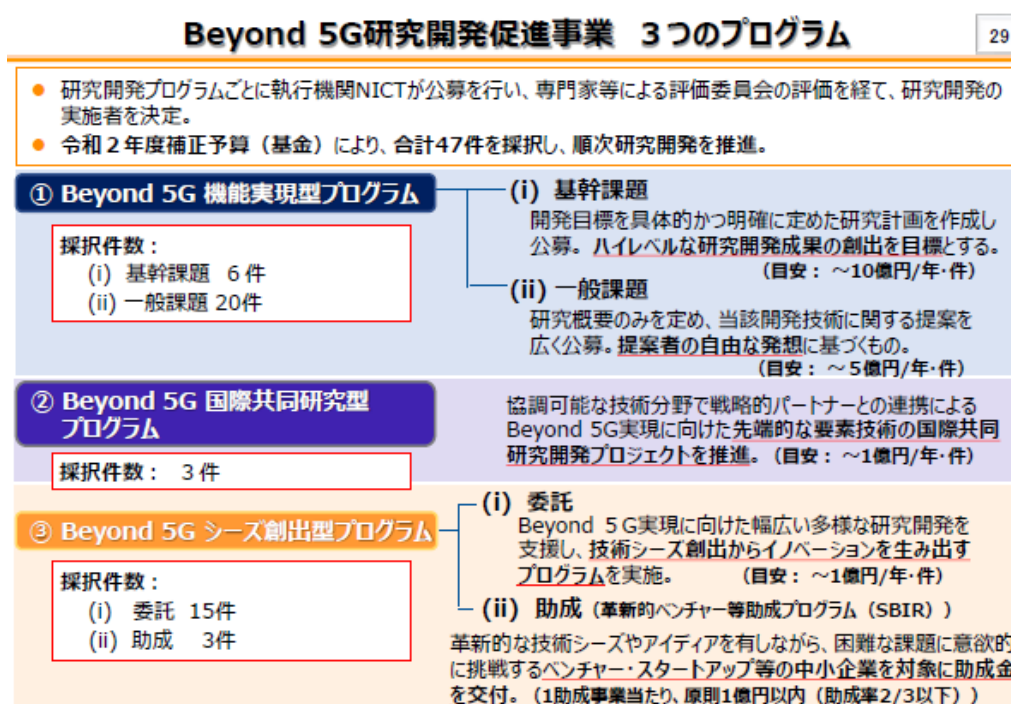 Beyond 5G研究開発促進事業 3つのプログラム
29
● 研究開発プログラムごとに執行機関NICTが公募を行い、専門家等による評価委員会の評価を経て、研究開発の
実施者を決定。
● 令和2年度補正予算（基金）により、合計47件を採択し、順次研究開発を推進。
① Beyond 5G 機能実現型プログラム
採択件数：
(i) 基幹課題 6件
(ii) 一般課題 20件
(i) 基幹課題
開発目標を具体的かつ明確に定めた研究計画を作成し
公募。ハイレベルな研究開発成果の創出を目標とする。
（目安：～10億円/年・件）
(ii) 一般課題
研究概要のみを定め、当該開発技術に関する提案を
広く公募。提案者の自由な発想に基づくもの。
（目安：～5億円/年・件）
② Beyond 5G 国際共同研究型
プログラム
採択件数： 3件
協調可能な技術分野で戦略的パートナーとの連携による
Beyond 5G実現に向けた先端的な要素技術の国際共同
研究開発プロジェクトを推進。（目安：～1億円/年・件）
③ Beyond 5G シーズ創出型プログラム
採択件数：
(i) 委託 15件
(ii) 助成 3件
(i) 委託
Beyond 5G実現に向けた幅広い多様な研究開発を
支援し、技術シーズ創出からイノベーションを生み出す
プログラムを実施。 （目安：～1億円/年・件）
(ii) 助成（革新的ベンチャー等助成プログラム（SBIR））
革新的な技術シーズやアイディアを有しながら、困難な課題に意欲的
に挑戦するベンチャー・スタートアップ等の中小企業を対象に助成金
を交付。（1助成事業当たり、原則1億円以内（助成率2/3以下））